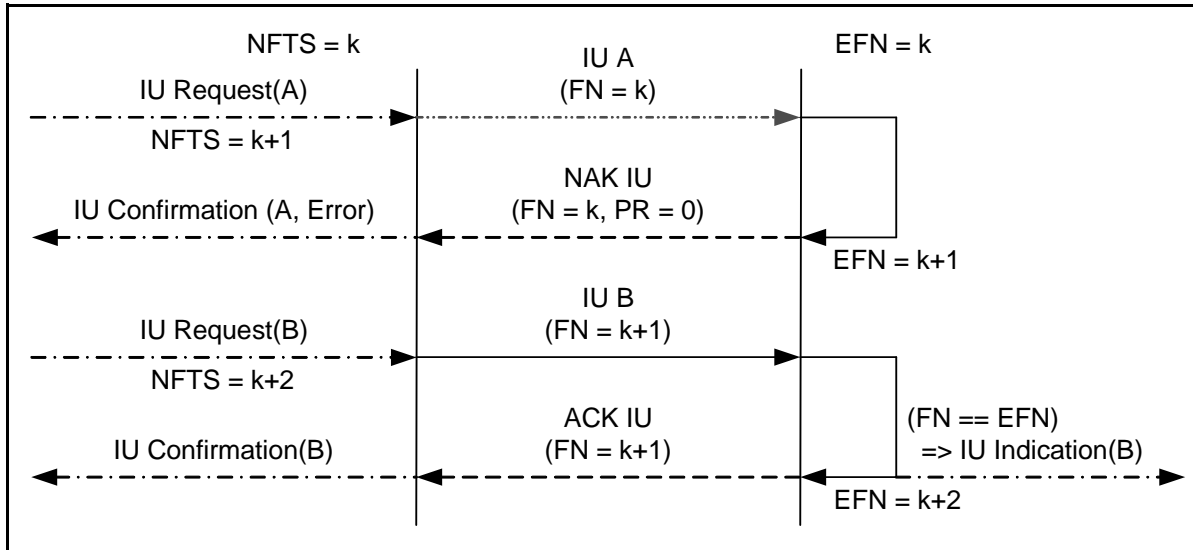 NFTS = k
EFN = k
IU A
(FN = k)
IU Request(A)
NFTS = k+1
NAK IU
(FN = k, PR = 0)
IU Confirmation (A, Error)
EFN = k+1
IU B
(FN = k+1)
IU Request(B)
NFTS = k+2
ACK IU
(FN = k+1)
IU Confirmation(B)
(FN == EFN)
=> IU Indication(B)
EFN = k+2